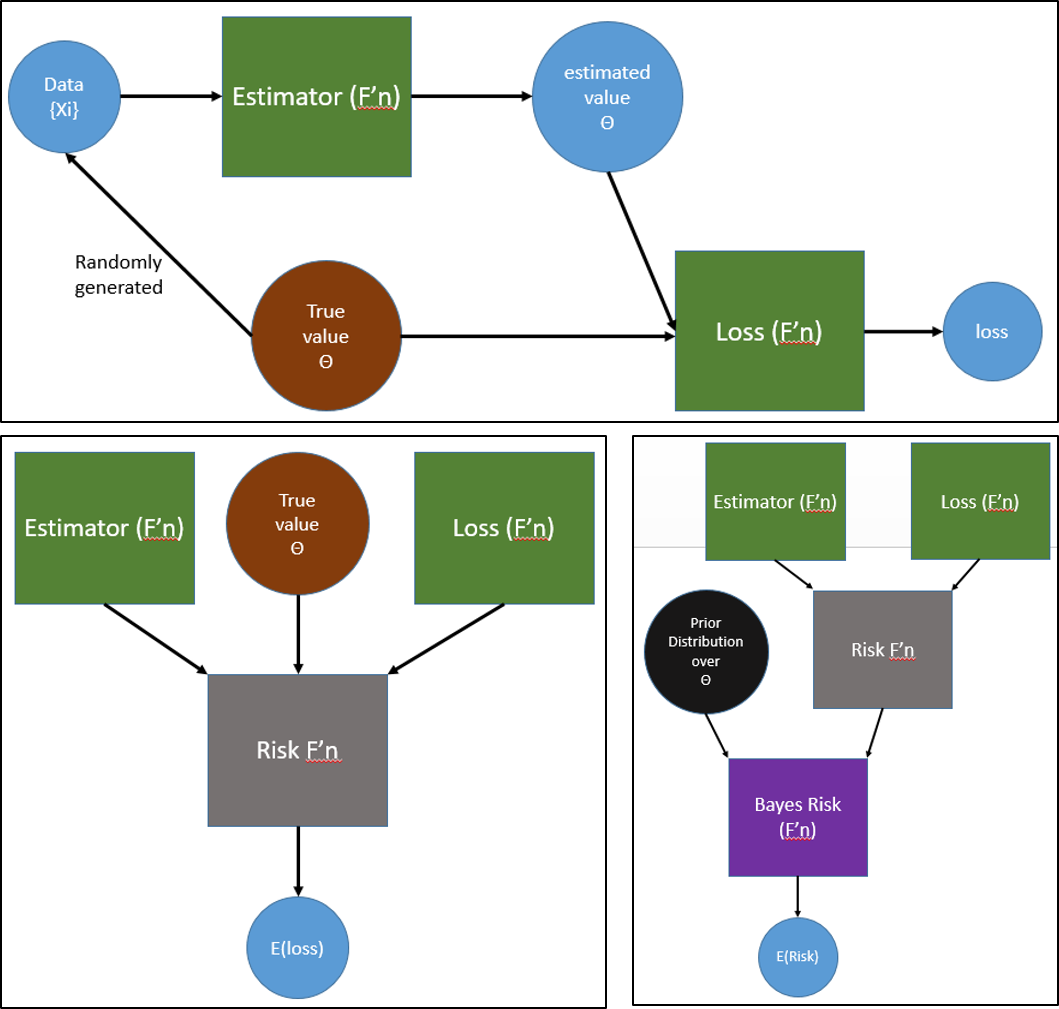 Data
{Xi}
Estimator (F’n)
estimated
value
Θ
Randomly
generated
True
value
Θ
Loss (F’n)
loss
Estimator (F’n)
True
value
Θ
Loss (F’n)
Risk F’n
E(loss)
Estimator (F’n)
Loss (F’n)
Prior
Distribution
over
Θ
Risk F’n
Bayes Risk
(F’n)
E(Risk)